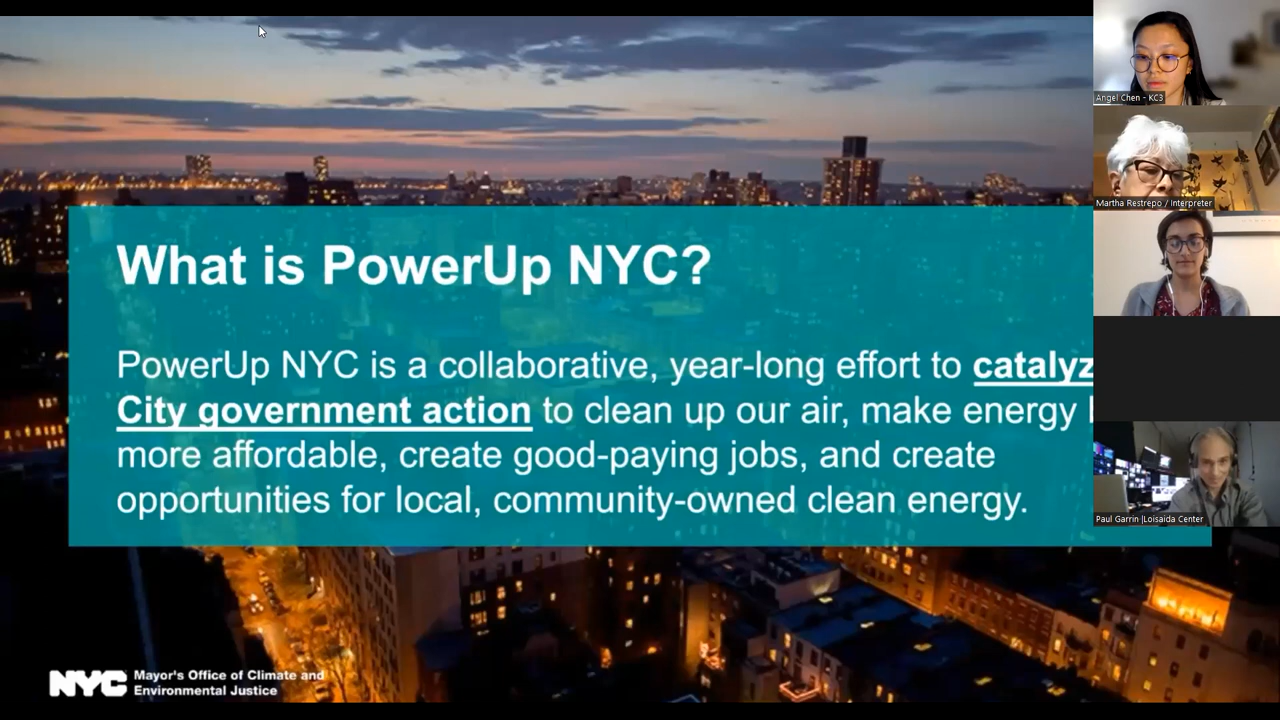 What is PowerUp NYC?
PowerUp NYC is a collaborative, year-long effort to catalyz
City government action to clean up our air, make energy
more affordable, create good-paying jobs, and create
opportunities for local, community-owned clean energy.
NYC Mayor's Office of Climate and
Environmental Justice
Angel Chen - KC3
Martha Restrepo / Interpreter
Paul Garrin |Loisaida Center